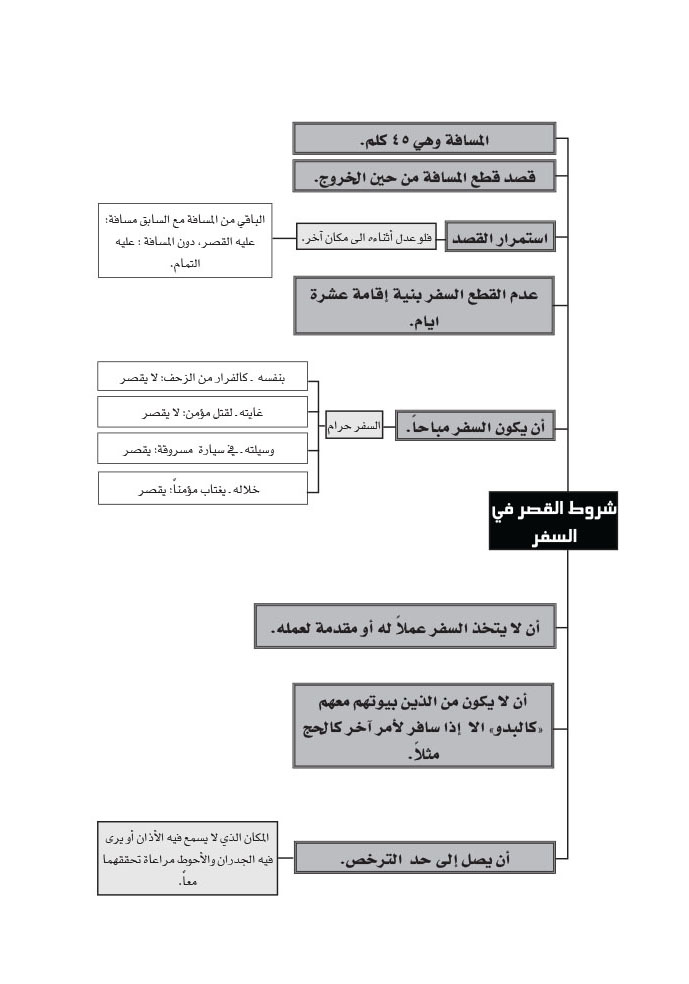 المسافة وهي ٤٥ كلم.
قصد قطع المسافة من حين الخروج.
استمرار القصد
فلو عدل أثناءه الى مكان آخر.
الباقي من المسافة مع السابق مسافة:
عليه القصر، دون المسافة : عليه
التمام.
عدم القطع السفر بنية إقامة عشرة
ايام.
أن يكون السفر مباحاً.
السفر حرام
بنفسه ـ كالفرار من الزحف: لا يقصر
غايته ـ لقتل مؤمن: لا يقصر
وسيلته ـ في سيارة مسروقة: يقصر
خلاله ـ يغتاب مؤمناً: يقصر
شروط القصر في
السفر
أن لا يتخذ السفر عملاً له أو مقدمة لعمله.
أن لا يكون من الذين بيوتهم معهم
«كالبدو» الا إذا سافر لأمر آخر كالحج
مثلاً.
أن يصل إلى حد الترخص.
المكان الذي لا يسمع فيه الأذان أو يرى
فيه الجدران والأحوط مراعاة تحققهما
معاً.